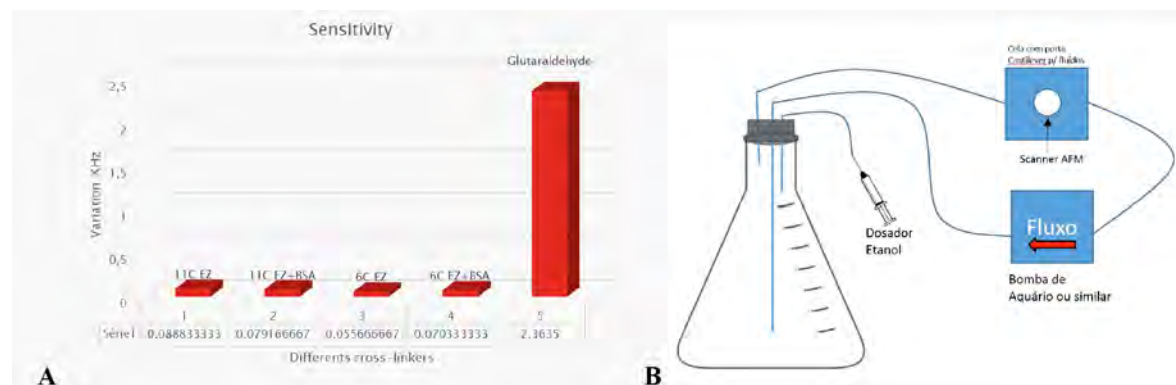 Sensitivity
Glutaraldehyde
Variation KHz
2,5
2
1,5
1
0,5
0
11C EZ
11C EZ+BSA
6C EZ
6C EZ+BSA
1 2 3 4 5
Série1 0.088833333 0.079166667 0.055666667 0.070333333 2.3635
Differents cross-linkers
A
Cela com porta
Cantilever p/ fluidos
Scanner AFM
Dosador
Etanol
Fluxo
Bomba de
Aquário ou similar
B